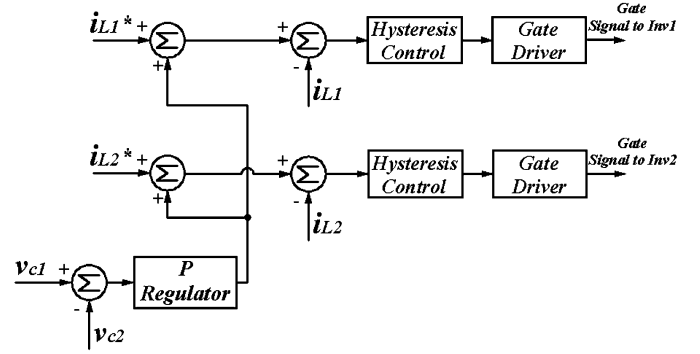 Gate
Signal to Inv1
iL1* +
Σ
+
+
Σ
-
iL1
Hysteresis
Control
Gate
Driver
Gate
Signal to Inv2
iL2* +
Σ
+
+
Σ
-
iL2
Hysteresis
Control
Gate
Driver
vc1 +
Σ
-
vc2
P
Regulator